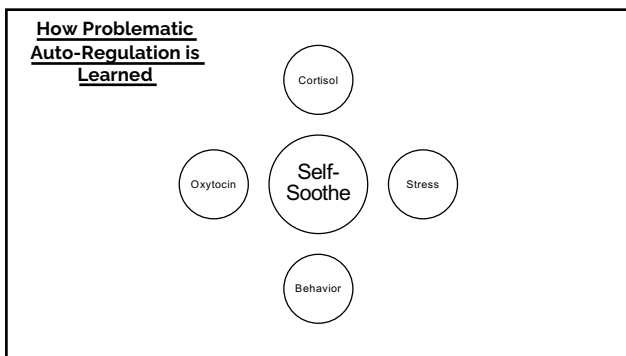 How Problematic
Auto-Regulation is
Learned
Cortisol
Oxytocin
Self-
Soothe
Stress
Behavior